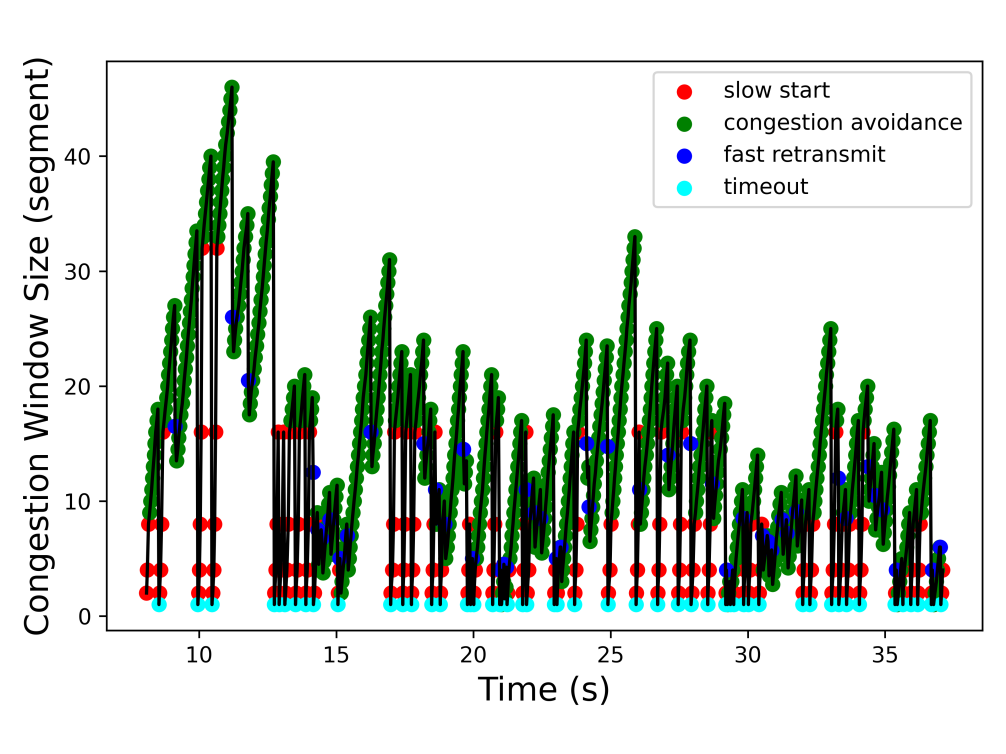 slow start
congestion avoidance
fast retransmit
timeout
Congestion Window Size (segment)
40
30
20
10
0
10 15 20 25 30 35
Time (s)